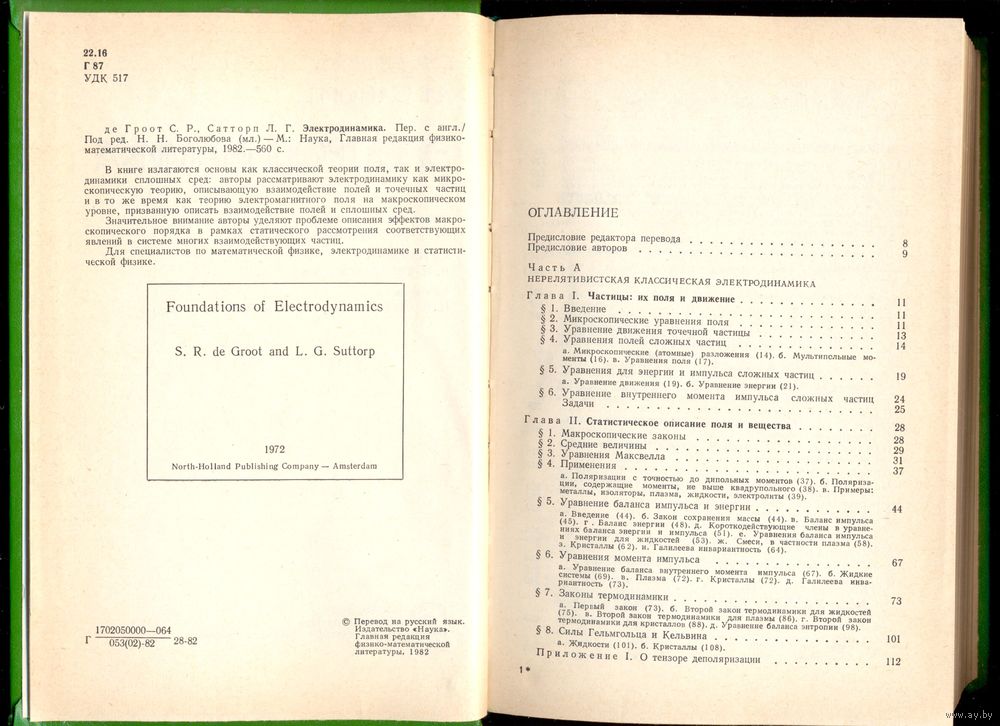 22.16
Г 87
УДК 517
де Гроот С. Р., Сатторп Л. Г. Электродинамика. Пер. с англ./
Под ред. Н. Н. Боголюбова (мл.) — М.: Наука, Главная редакция физико-
математической литературы, 1982.—560 с.
В книге излагаются основы как классической теории поля, так и электро-
динамики сплошных сред: авторы рассматривают электродинамику как микро-
скопическую теорию, описывающую взаимодействие полей и точечных частиц
и в то же время как теорию электромагнитного поля на макроскопическом
уровне, призванную описать взаимодействие полей и сплошных сред.
Значительное внимание авторы уделяют проблеме описания эффектов макро-
скопического порядка в рамках статического рассмотрения соответствующих
явлений в системе многих взаимодействующих частиц.
Для специалистов по математической физике, электродинамике и статисти-
ческой физике.
Foundations of Electrodynamics
S. R. de Groot and L. G. Suttorp
1972
North-Holland Publishing Company — Amsterdam
Г 1702050000—064 / 053(02)-82 28-82
© Перевод на русский язык.
Издательство «Наука».
Главная редакция
физико-математической
литературы, 1982
ОГЛАВЛЕНИЕ
Предисловие редактора перевода . . . . . . . . . . . . . . . . 8
Предисловие авторов . . . . . . . . . . . . . . . . . . . . 9
Часть А
НЕРЕЛЯТИВИСТСКАЯ КЛАССИЧЕСКАЯ ЭЛЕКТРОДИНАМИКА
Глава I. Частицы: их поля и движение . . . . . . . . . . . . 11
§ 1. Введение . . . . . . . . . . . . . . . . . . . . . 11
§ 2. Микроскопические уравнения поля . . . . . . . . . . . . 11
§ 3. Уравнение движения точечной частицы . . . . . . . . . . 13
§ 4. Уравнения полей сложных частиц . . . . . . . . . . . . 14
а. Микроскопические (атомные) разложения (14). б. Мультипольные мо-
менты (16). в. Уравнения поля (17).
§ 5. Уравнения для энергии и импульса сложных частиц . . . . . . 19
а. Уравнение движения (19). б. Уравнение энергии (21).
§ 6. Уравнение внутреннего момента импульса сложных частиц 24
Задачи . . . . . . . . . . . . . . . . . . . . . . 25
Глава II. Статистическое описание поля и вещества . . . . . . . 28
§ 1. Макроскопические законы . . . . . . . . . . . . . . . 28
§ 2. Средние величины . . . . . . . . . . . . . . . . . . 29
§ 3. Уравнения Максвелла . . . . . . . . . . . . . . . . . 31
§ 4. Применения . . . . . . . . . . . . . . . . . . . . 37
а. Поляризации с точностью до дипольных моментов (37). б. Поляриза-
ции, содержащие моменты, не выше квадрупольного (38). в. Примеры:
металлы, изоляторы, плазма, жидкости, электролиты (39).
§ 5. Уравнение баланса импульса и энергии . . . . . . . . . . 44
а. Введение (44). б. Закон сохранения массы (44). в. Баланс импульса
(45). г. Баланс энергии (48). д. Короткодействующие члены в уравне-
ниях баланса энергии и импульса (51). е. Уравнения баланса импульса
и энергии для жидкостей (53). ж. Смеси, в частности плазма (58).
з. Кристаллы (62). и. Галилеева инвариантность (64).
§ 6. Уравнения момента импульса . . . . . . . . . . . . . 67
а. Уравнение баланса внутреннего момента импульса (67). б. Жидкие
системы (69). в. Плазма (72). г. Кристаллы (72). д. Галилеева инва-
риантность (73).
§ 7. Законы термодинамики . . . . . . . . . . . . . . . . 73
а. Первый закон (73). б. Второй закон термодинамики для жидкостей
(75). в. Второй закон термодинамики для плазмы (86). г. Второй закон
термодинамики для кристаллов (88). д. Уравнение баланса энтропии (98).
§ 8. Силы Гельмгольца и Кельвина . . . . . . . . . . . . . 101
а. Жидкости (101). б. Кристаллы (108).
Приложение I. О тензоре деполяризации . . . . . . . . . . 112
1*
www.ay.by